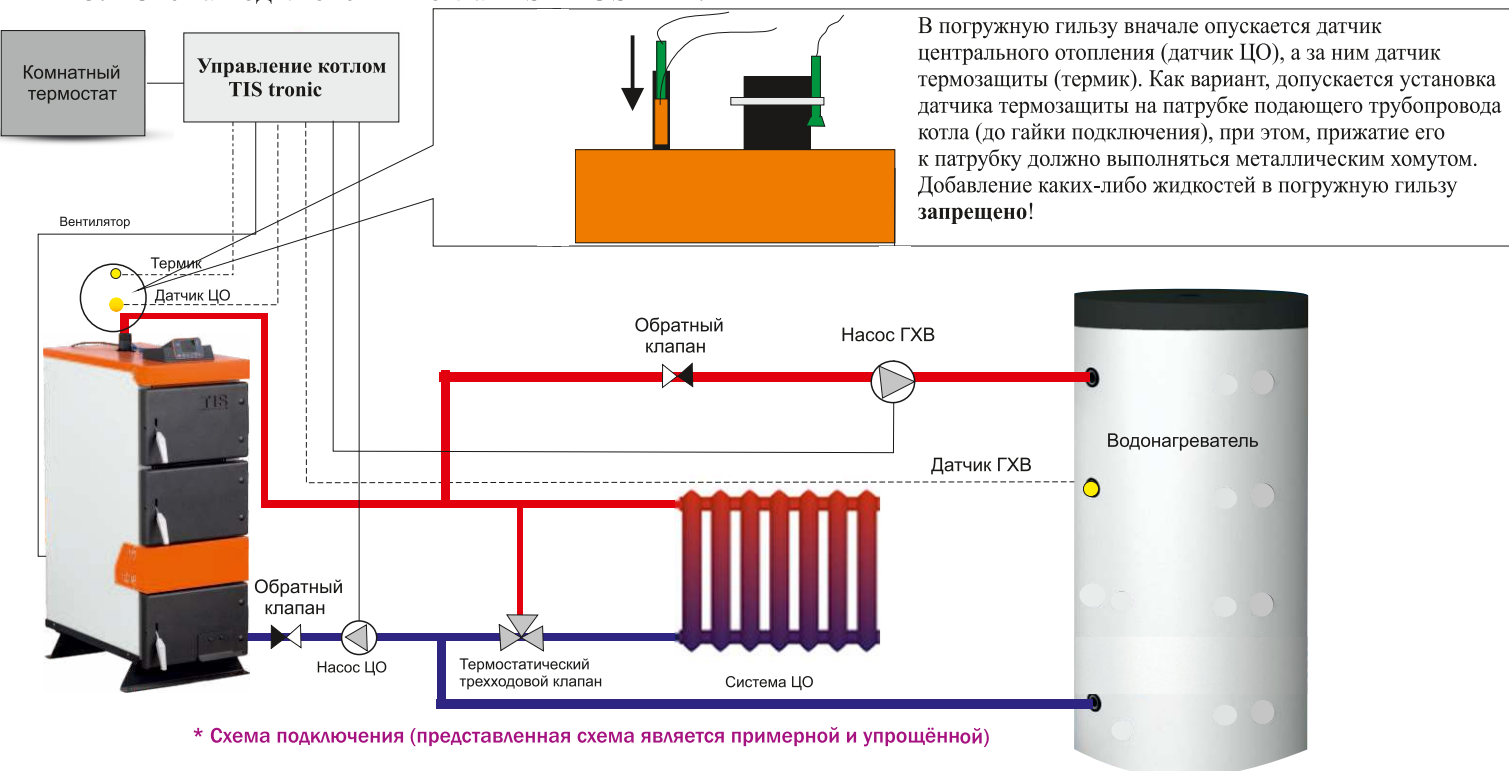 Комнатный
термостат
Управление котлом
TIS tronic
В погружную гильзу вначале опускается датчик
центрального отопления (датчик ЦО), а за ним датчик
термозащиты (термик). Как вариант, допускается установка
датчика термозащиты на патрубке подающего трубопровода
котла (до гайки подключения), при этом, прижатие его
к патрубку должно выполняться металлическим хомутом.
Добавление каких-либо жидкостей в погружную гильзу
запрещено!
Вентилятор
Термик
Датчик ЦО
Обратный
клапан
Насос ГХВ
TIS
Водонагреватель
Датчик ГХВ
Обратный
клапан
Насос ЦО
Термостатический
трехходовой клапан
Система ЦО
* Схема подключения (представленная схема является примерной и упрощённой)